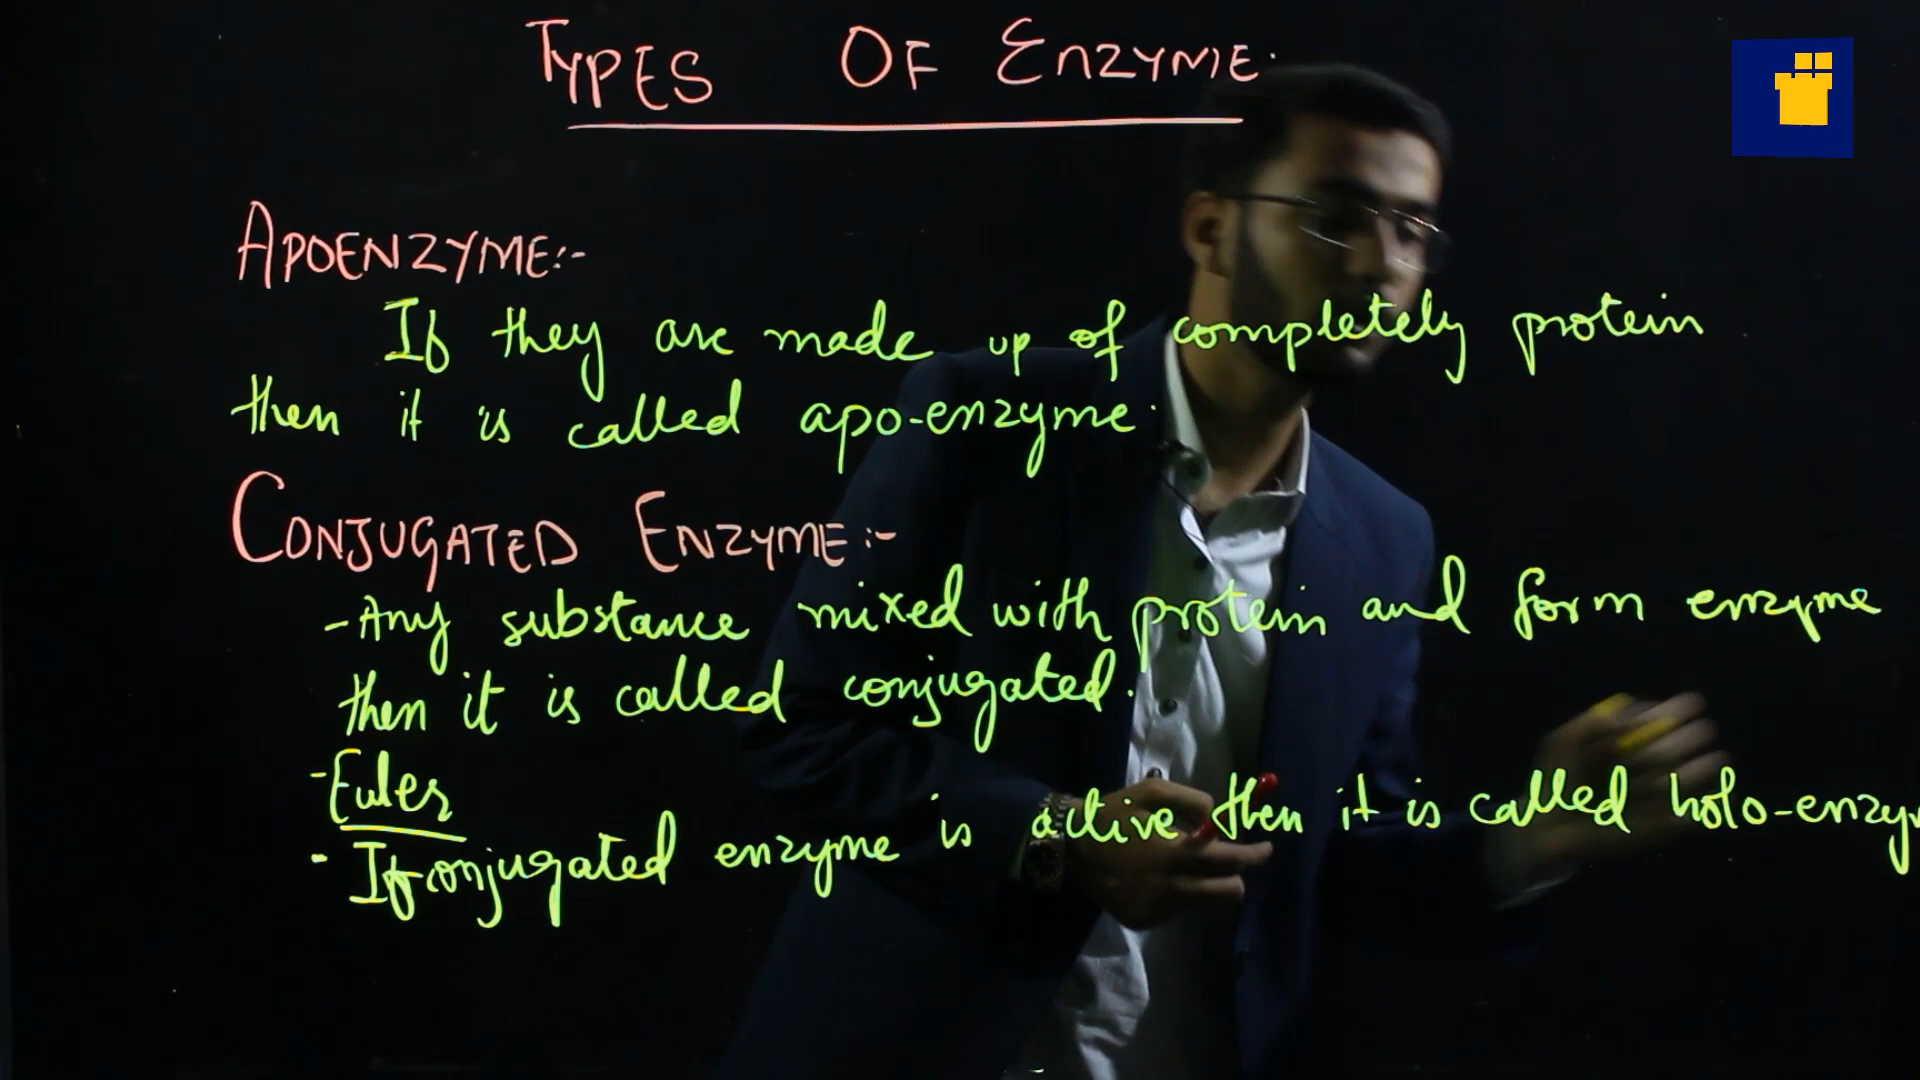 TYPES OF ENZYME.
APOENZYME:-
If they are made up of completely protein
then it is called apo-enzyme.
CONJUGATED ENZYME:-
-Any substance mixed with protein and form enzyme
then it is called conjugated.
-Euler
- If conjugated enzyme is active then it is called holo-enzy